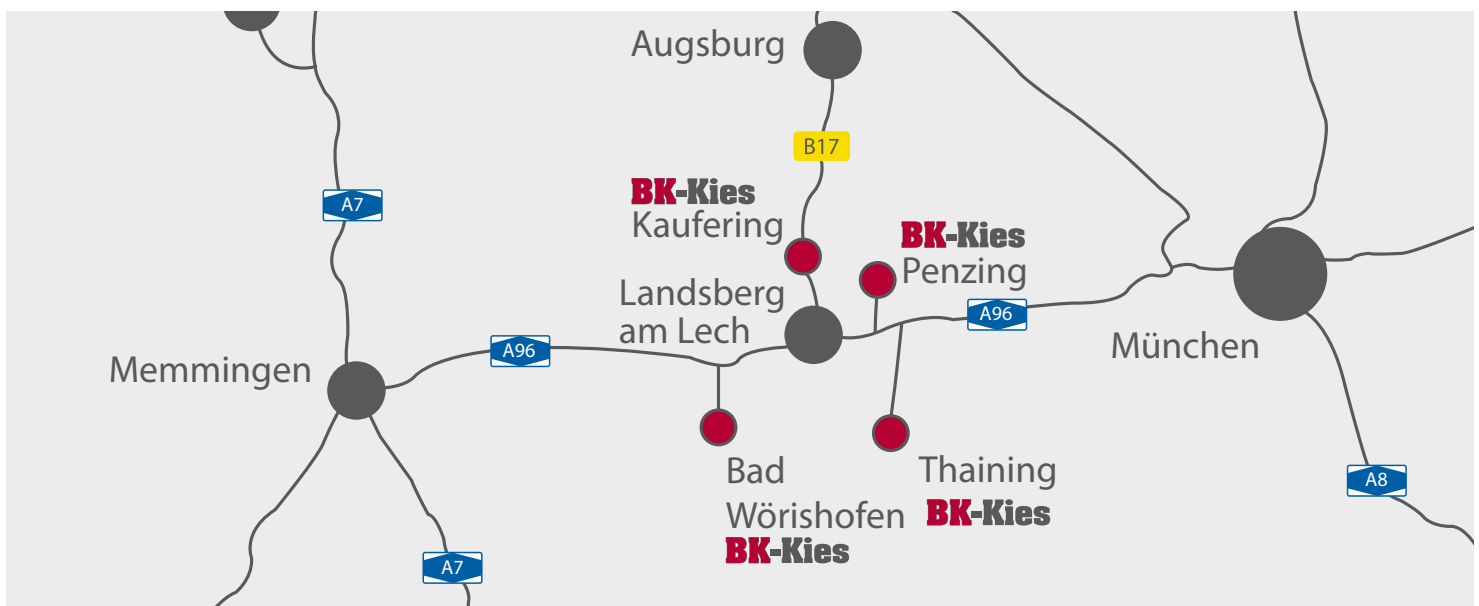 Augsburg
B17
A7
BK-Kies
Kaufering
BK-Kies
Penzing
Landsberg
am Lech
A96
A96
München
Memmingen
Bad
Wörishofen
BK-Kies
Thaining
BK-Kies
A8
A7